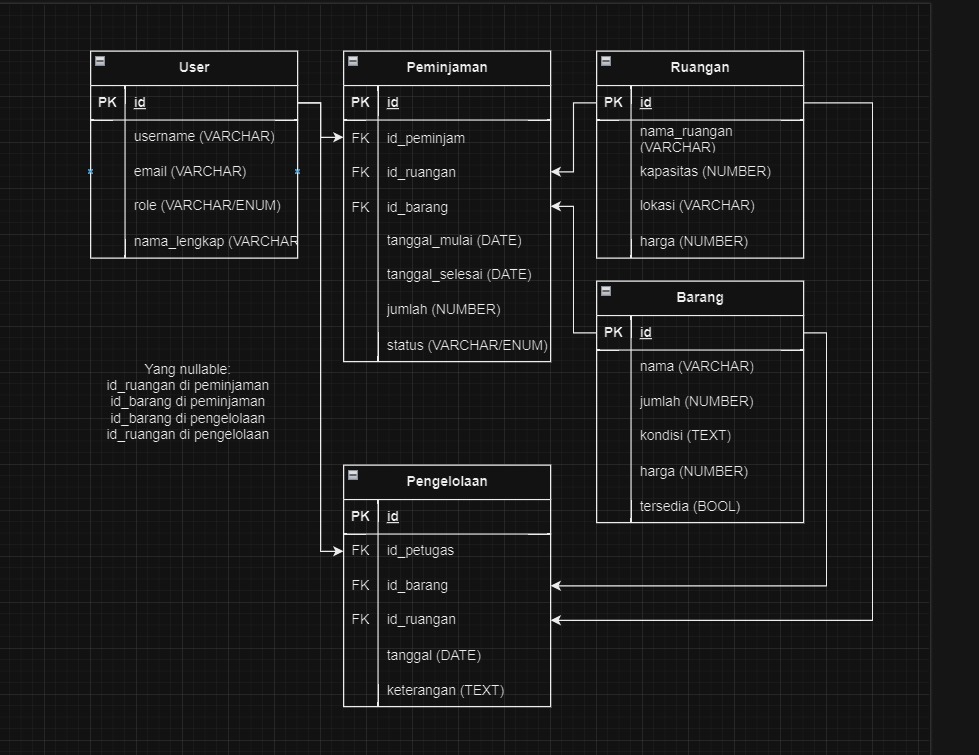 User
PK id
username (VARCHAR)
email (VARCHAR)
role (VARCHAR/ENUM)
nama_lengkap (VARCHAR
Peminjaman
PK id
FK id_peminjam
FK id_ruangan
FK id_barang
tanggal_mulai (DATE)
tanggal_selesai (DATE)
jumlah (NUMBER)
status (VARCHAR/ENUM)
Ruangan
PK id
nama_ruangan
(VARCHAR)
kapasitas (NUMBER)
lokasi (VARCHAR)
harga (NUMBER)
Barang
PK id
nama (VARCHAR)
jumlah (NUMBER)
kondisi (TEXT)
harga (NUMBER)
tersedia (BOOL)
Yang nullable:
id_ruangan di peminjaman
id_barang di peminjaman
id_barang di pengelolaan
id_ruangan di pengelolaan
Pengelolaan
PK id
FK id_petugas
FK id_barang
FK id_ruangan
tanggal (DATE)
keterangan (TEXT)